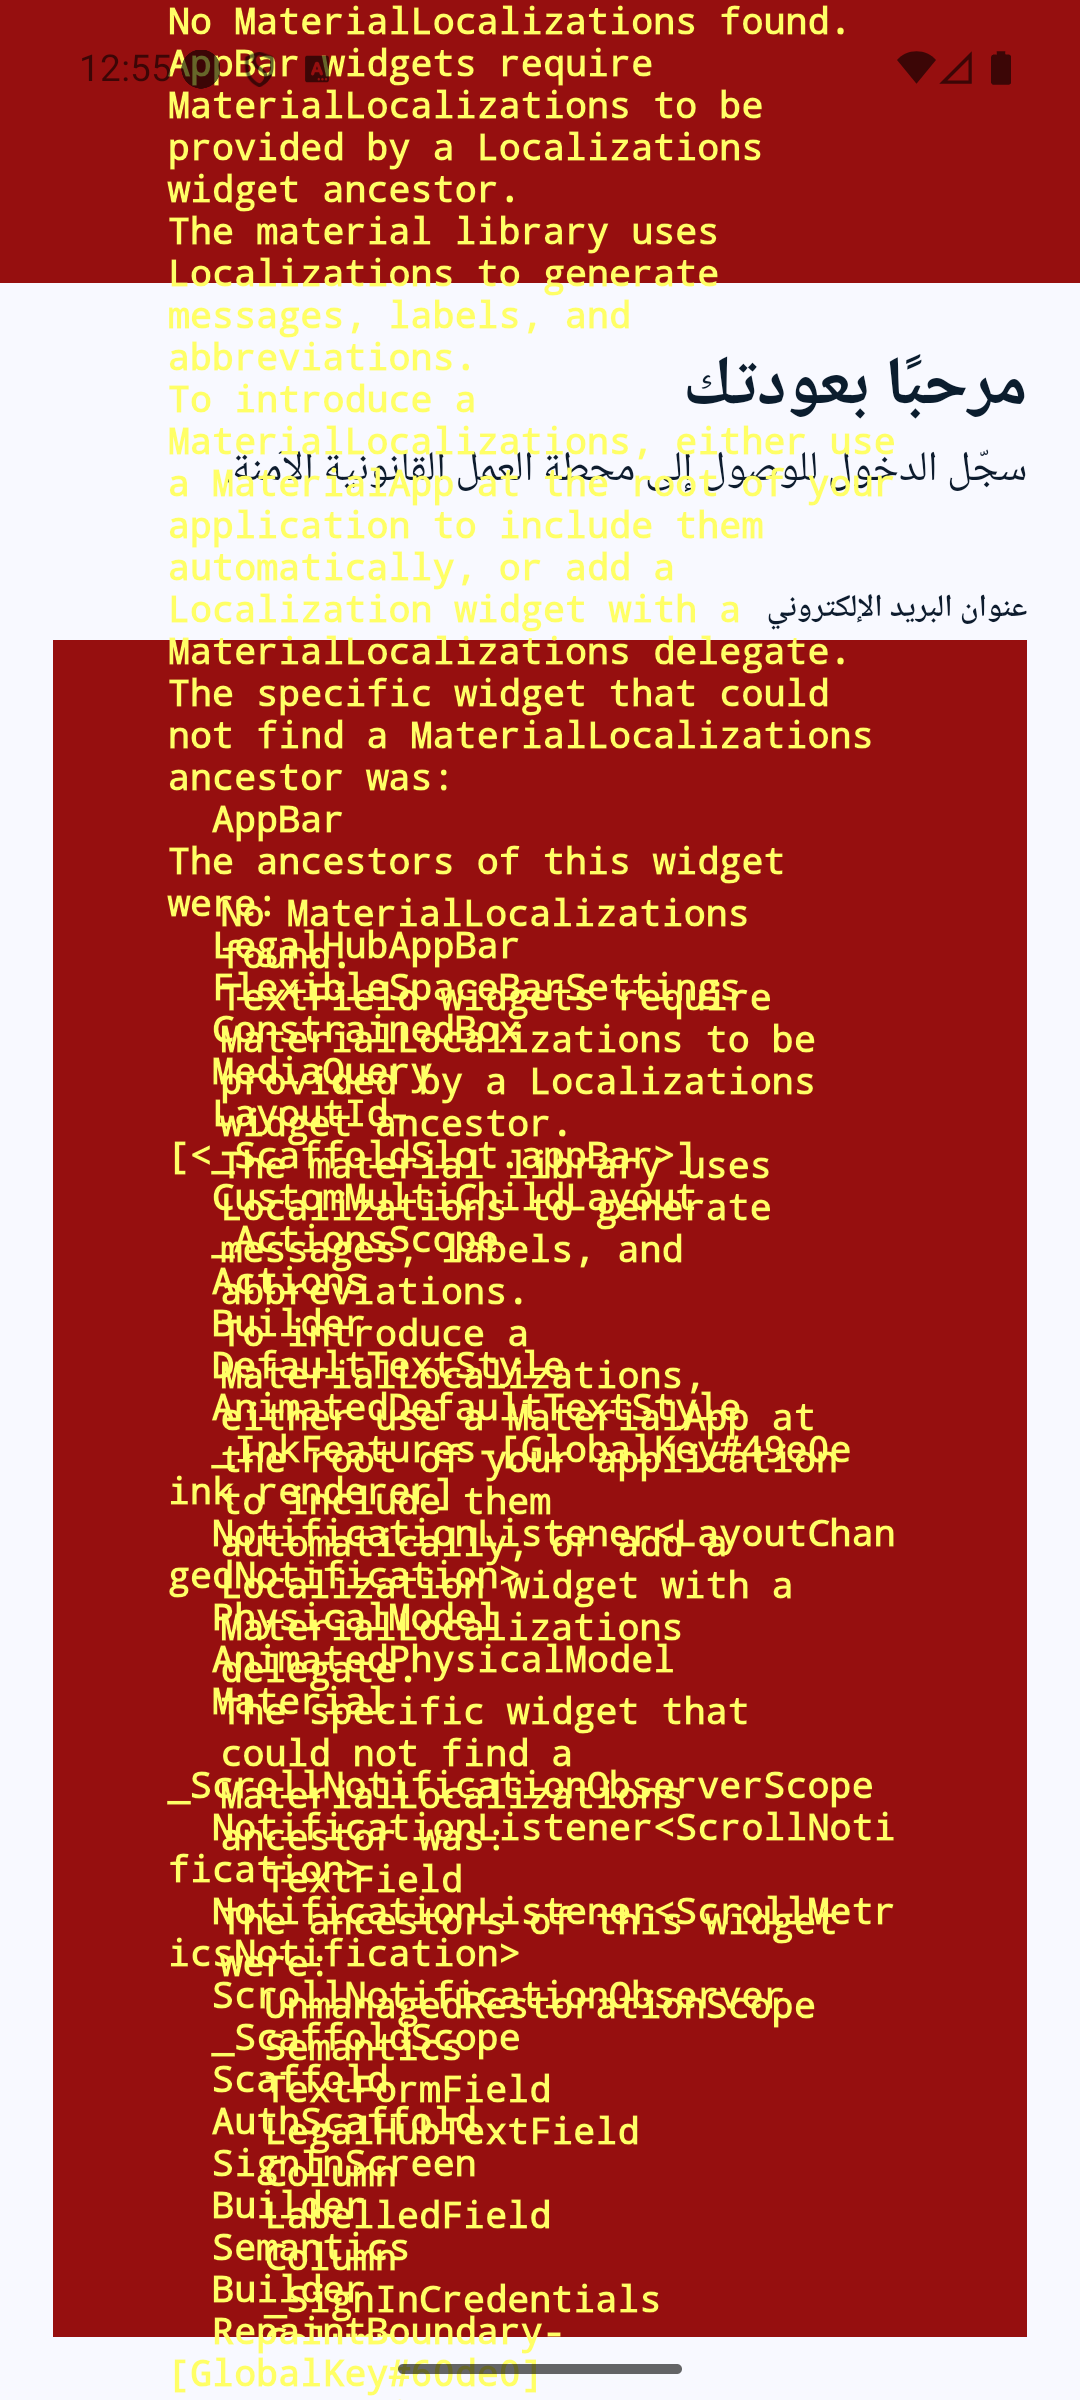 12:55
No MaterialLocalizations found.
AppBar widgets require
MaterialLocalizations to be
provided by a Localizations
widget ancestor.
The material library uses
Localizations to generate
messages, labels, and
abbreviations.
To introduce a
MaterialLocalizations, either use
a MaterialApp at the root of your
application to include them
automatically, or add a
Localization widget with a
MaterialLocalizations delegate.
The specific widget that could
not find a MaterialLocalizations
ancestor was:
AppBar
The ancestors of this widget
were:
LegalHubAppBar
FlexibleSpaceBarSettings
ConstrainedBox
MediaQuery
LayoutId-
[<_ScaffoldSlot.appBar>]
CustomMultiChildLayout
_ActionsScope
Actions
Builder
DefaultTextStyle
AnimatedDefaultTextStyle
_InkFeatures-[GlobalKey#49e0e
ink renderer]
NotificationListener<LayoutChan
gedNotification>
PhysicalModel
AnimatedPhysicalModel
Material
_ScrollNotificationObserverScope
NotificationListener<ScrollNoti
fication>
NotificationListener<ScrollMetr
icsNotification>
ScrollNotificationObserver
_ScaffoldScope
Scaffold
AuthScaffold
SignInScreen
Builder
Semantics
Builder
RepaintBoundary-
[GlobalKey#60de0]
مرحبًا بعودتك
سجّل الدخول للوصول إلى محطة العمل القانونية الآمنة.
عنوان البريد الإلكتروني
No MaterialLocalizations
found.
TextField widgets require
MaterialLocalizations to be
provided by a Localizations
widget ancestor.
The material library uses
Localizations to generate
messages, labels, and
abbreviations.
To introduce a
MaterialLocalizations,
either use a MaterialApp at
the root of your application
to include them
automatically, or add a
Localization widget with a
MaterialLocalizations
delegate.
The specific widget that
could not find a
MaterialLocalizations
ancestor was:
TextField
The ancestors of this widget
were:
UnmanagedRestorationScope
Semantics
TextFormField
LegalHubTextField
Column
LabelledField
Column
_SignInCredentials